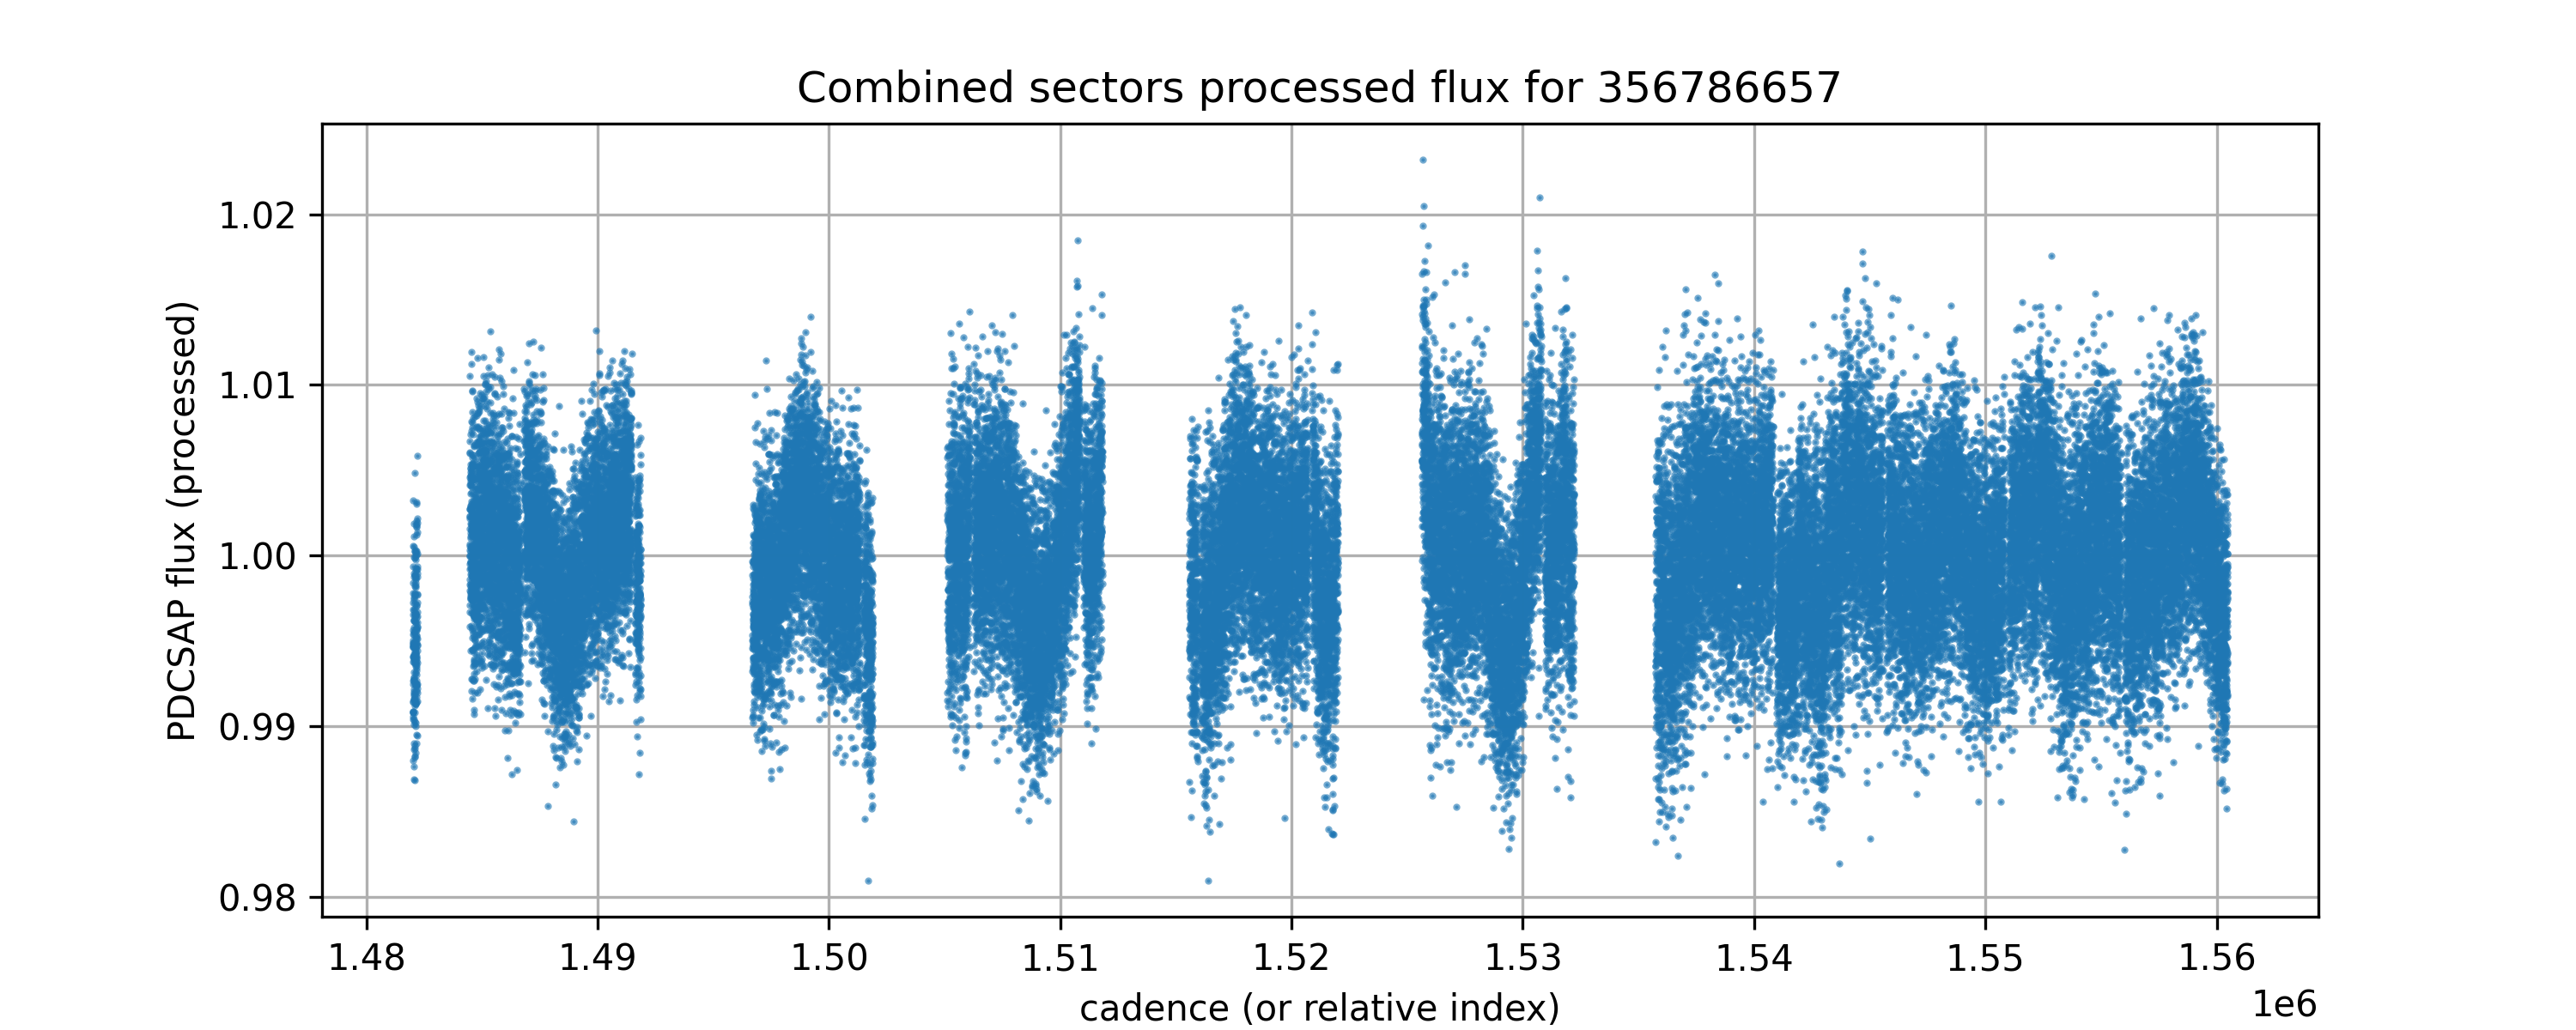 Combined sectors processed flux for 356786657
PDCSAP flux (processed)
1.02
1.01
1.00
0.99
0.98
1.48 1.49 1.50 1.51 1.52 1.53 1.54 1.55 1.56
1e6
cadence (or relative index)